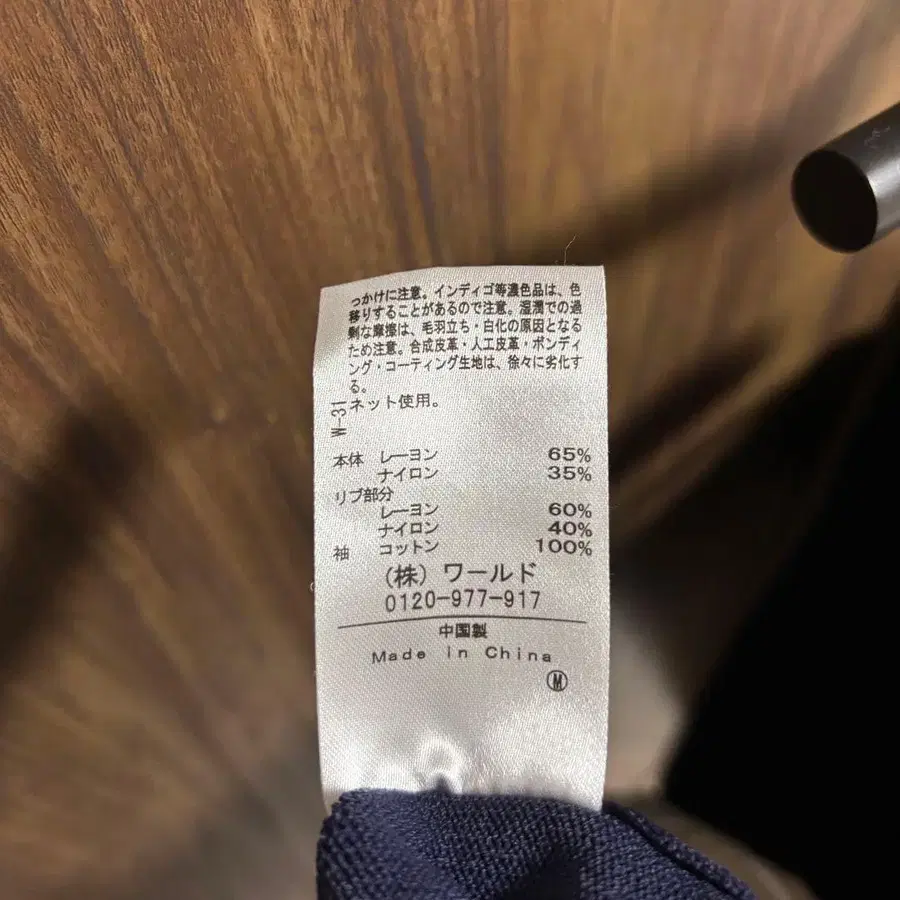 っかけに注意。インディゴ等濃色品は、色
移りすることがあるので注意。湿潤での過
剰な摩擦は、毛羽立ち・白化の原因となる
ため注意。合成皮革・人工皮革・ボンディ
ング・コーティング生地は、徐々に劣化す
る。
ネット使用。
W-31
本体 レーヨン 65%
ナイロン 35%
リブ部分
レーヨン 60%
ナイロン 40%
袖 コットン 100%
(株) ワールド
0120-977-917
中国製
Made in China
M